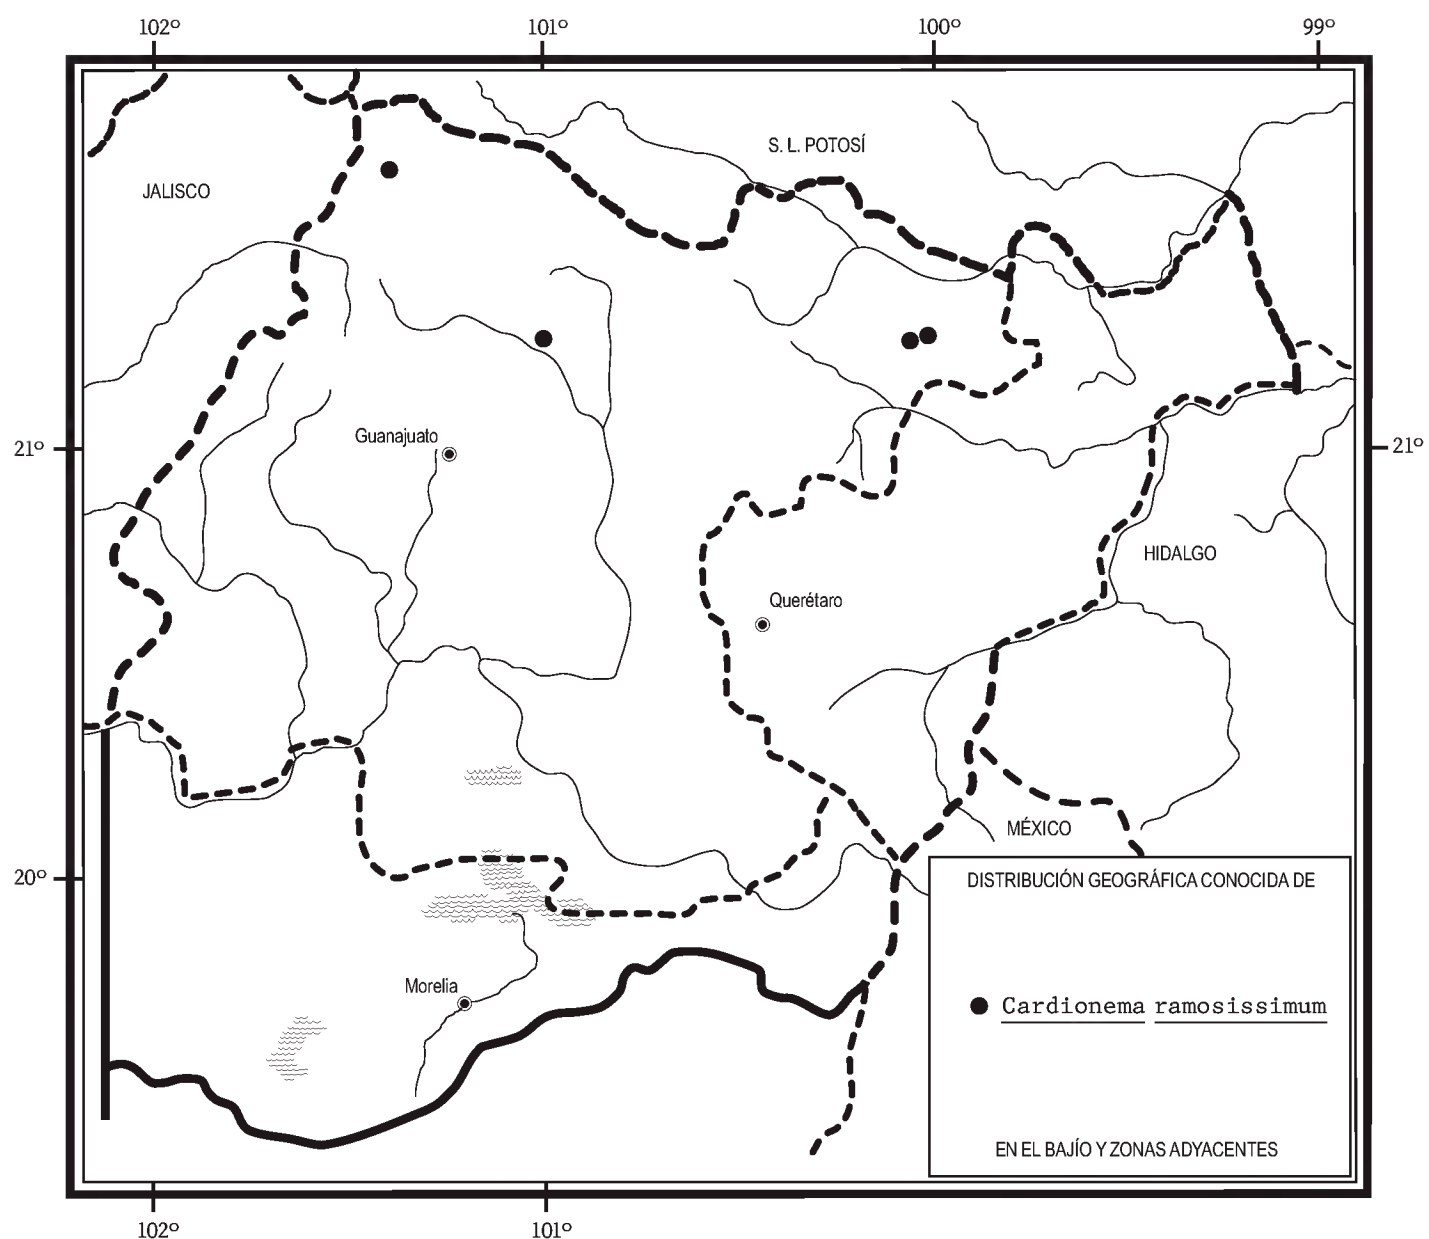 102º 101º 100º 99º
S. L. POTOSÍ
JALISCO
Guanajuato
21º
21º
HIDALGO
Querétaro
MÉXICO
20º
DISTRIBUCIÓN GEOGRÁFICA CONOCIDA DE
Morelia
Cardionema ramosissimum
EN EL BAJÍO Y ZONAS ADYACENTES
102º 101º